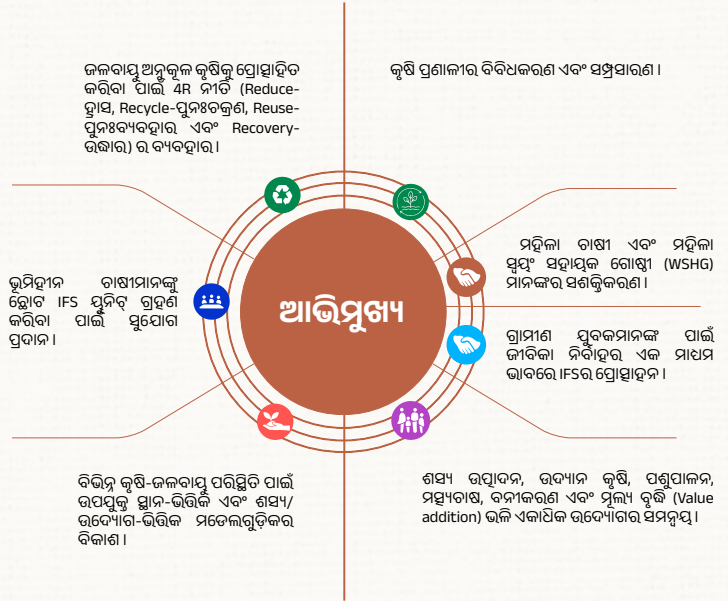 ଜଳବାୟୁ ଅନୁକୂଳ କୃଷିକୁ ପ୍ରୋତ୍ସାହିତ
କରିବା ପାଇଁ 4R ନୀତି (Reduce-
ହ୍ରାସ, Recycle-ପୁନଃଚକ୍ରଣ, Reuse-
ପୁନଃବ୍ୟବହାର ଏବଂ Recovery-
ଉଦ୍ଧାର) ର ବ୍ୟବହାର।
କୃଷି ପ୍ରଣାଳୀର ବିବିଧକରଣ ଏବଂ ସମ୍ପ୍ରସାରଣ।
ମହିଳା ଚାଷୀ ଏବଂ ମହିଳା
ସ୍ୱୟଂ ସହାୟକ ଗୋଷ୍ଠୀ (WSHG)
ମାନଙ୍କର ସଶକ୍ତିକରଣ।
ଭୂମିହୀନ ଚାଷୀମାନଙ୍କୁ
ଛୋଟ IFS ୟୁନିଟ୍ ଗ୍ରହଣ
କରିବା ପାଇଁ ସୁଯୋଗ
ପ୍ରଦାନ।
ଆଭିମୁଖ୍ୟ
ଗ୍ରାମୀଣ ଯୁବକମାନଙ୍କ ପାଇଁ
ଜୀବିକା ନିର୍ବାହର ଏକ ମାଧ୍ୟମ
ଭାବରେ IFSର ପ୍ରୋତ୍ସାହନ।
ବିଭିନ୍ନ କୃଷି-ଜଳବାୟୁ ପରିସ୍ଥିତି ପାଇଁ
ଉପଯୁକ୍ତ ସ୍ଥାନ-ଭିତ୍ତିକ ଏବଂ ଶସ୍ୟ/
ଉଦ୍ୟୋଗ-ଭିତ୍ତିକ ମଡେଲଗୁଡ଼ିକର
ବିକାଶ।
ଶସ୍ୟ ଉତ୍ପାଦନ, ଉଦ୍ୟାନ କୃଷି, ପଶୁପାଳନ,
ମତ୍ସ୍ୟଚାଷ, ବନୀକରଣ ଏବଂ ମୂଲ୍ୟ ବୃଦ୍ଧି (Value
addition) ଭଳି ଏକାଧିକ ଉଦ୍ୟୋଗର ସମନ୍ୱୟ।